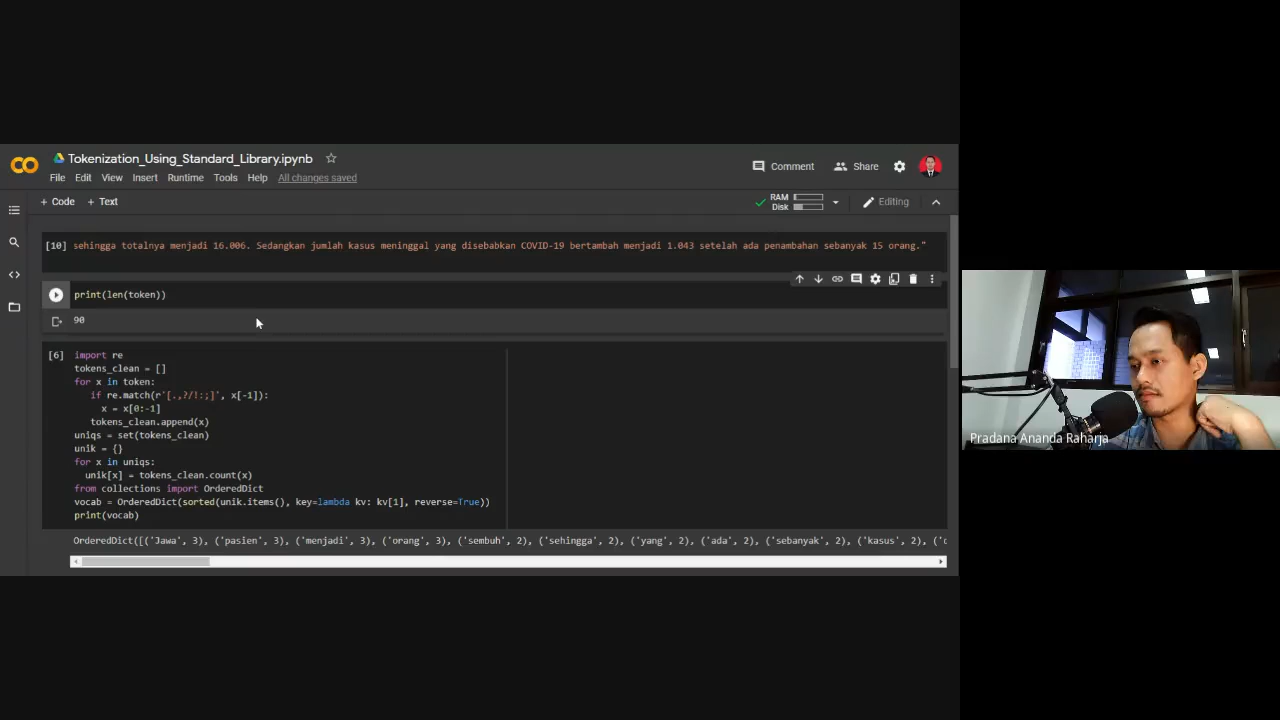 Tokenization_Using_Standard_Library.ipynb
Comment Share
File Edit View Insert Runtime Tools Help All changes saved
+ Code + Text RAM Disk Editing
[10] sehingga totalnya menjadi 16.006. Sedangkan jumlah kasus meninggal yang disebabkan COVID-19 bertambah menjadi 1.043 setelah ada penambahan sebanyak 15 orang."
print(len(token))
90
[6] import re
tokens_clean = []
for x in token:
if re.match(r'[.,?/!:;]', x[-1]):
x = x[0:-1]
tokens_clean.append(x)
uniqs = set(tokens_clean)
unik = {}
for x in uniqs:
unik[x] = tokens_clean.count(x)
from collections import OrderedDict
vocab = OrderedDict(sorted(unik.items(), key=lambda kv: kv[1], reverse=True))
print(vocab)
OrderedDict([('Jawa', 3), ('pasien', 3), ('menjadi', 3), ('orang', 3), ('sembuh', 2), ('sehingga', 2), ('yang', 2), ('ada', 2), ('sebanyak', 2), ('kasus', 2), ('
Pradana Ananda Raharja